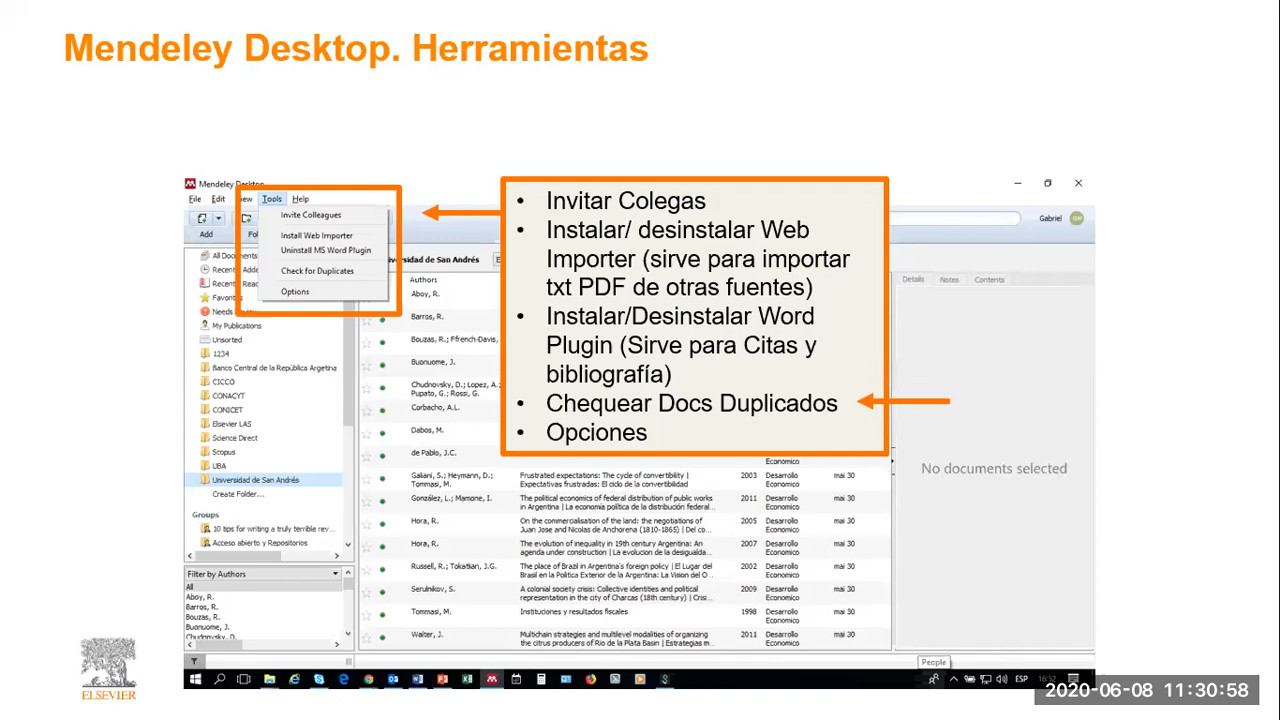 Mendeley Desktop. Herramientas
Mendeley Desktop
File Edit View Tools Help
Invite Colleagues
Install Web Importer
Uninstall MS Word Plugin
Check for Duplicates
Options
Add
Gabriel
GM
• Invitar Colegas
• Instalar/ desinstalar Web
Importer (sirve para importar
txt PDF de otras fuentes)
• Instalar/Desinstalar Word
Plugin (Sirve para Citas y
bibliografía)
• Chequear Docs Duplicados
• Opciones
All Documents
Favorites
My Publications
Unsorted
1234
Banco Central de la República Argetina
CICCO
CONACYT
CONICET
Elsevier LAS
Science Direct
Scopus
UBA
Universidad de San Andrés
Create Folder...
Groups
10 tips for writing a truly terrible rev...
Acceso abierto y Repositorios
Filter by Authors
All
Aboy, R.
Barros, R.
Bouzas, R.
Buonuome, J.
Chudnovsky, D.
de San Andrés
Authors
Aboy, R.
Barros, R.
Bouzas, R.; Ffrench-Davis,
Buonuome, J.
Chudnovsky, D.; Lopez, A.;
Pupato, G.; Rossi, G.
Corbacho, A.L.
Dabos, M.
de Pablo, J.C.
Economico
Galiani, S.; Heymann, D.; Frustrated expectations: The cycle of convertibility | 2003 Desarrollo mai 30
Tommasi, M. Expectativas frustradas: El ciclo de la convertibilidad Economico
González, L.; Mamone, I. The political economics of federal distribution of public works 2011 Desarrollo mai 30
in Argentina | La economía política de la distribución federal... Economico
Hora, R. On the commercialisation of the land: the negotiations of 2005 Desarrollo mai 30
Juan Jose and Nicolas de Anchorena (1810-1865) | Del co... Economico
Hora, R. The evolution of inequality in 19th century Argentina: An 2007 Desarrollo mai 30
agenda under construction | La evolucion de la desigualda... Economico
Russell, R.; Tokatlian, J.G. The place of Brazil in Argentina's foreign policy | El Lugar del 2002 Desarrollo mai 30
Brasil en la Politica Exterior de la Argentina: La Vision del O... Economico
Serulnikov, S. A colonial society crisis: Collective identities and political 2009 Desarrollo mai 30
representation in the city of Charcas (18th century) | Cris... Economico
Tommasi, M. Instituciones y resultados fiscales 1998 Desarrollo mai 30
Economico
Walter, J. Multichain strategies and multilevel modalities of organizing 2011 Desarrollo mai 30
the citrus producers of Rio de la Plata Basin | Estrategias m... Economico
Details Notes Contents
No documents selected
People
ESP
16:52
ELSEVIER
2020-06-08 11:30:58